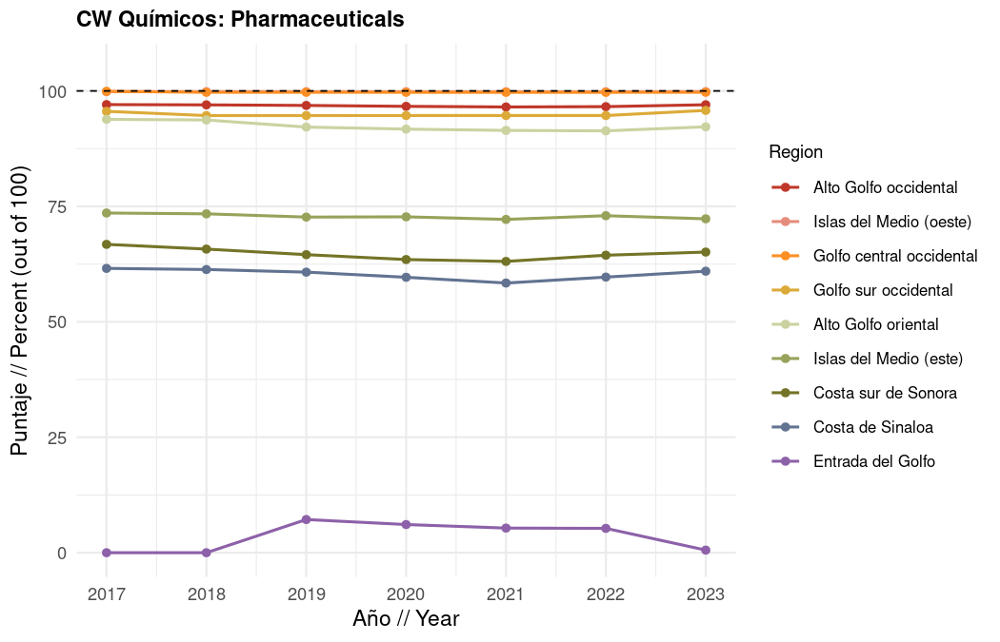 CW Químicos: Pharmaceuticals
Puntaje // Percent (out of 100)
100
75
50
25
0
2017 2018 2019 2020 2021 2022 2023
Año // Year
Region
Alto Golfo occidental
Islas del Medio (oeste)
Golfo central occidental
Golfo sur occidental
Alto Golfo oriental
Islas del Medio (este)
Costa sur de Sonora
Costa de Sinaloa
Entrada del Golfo